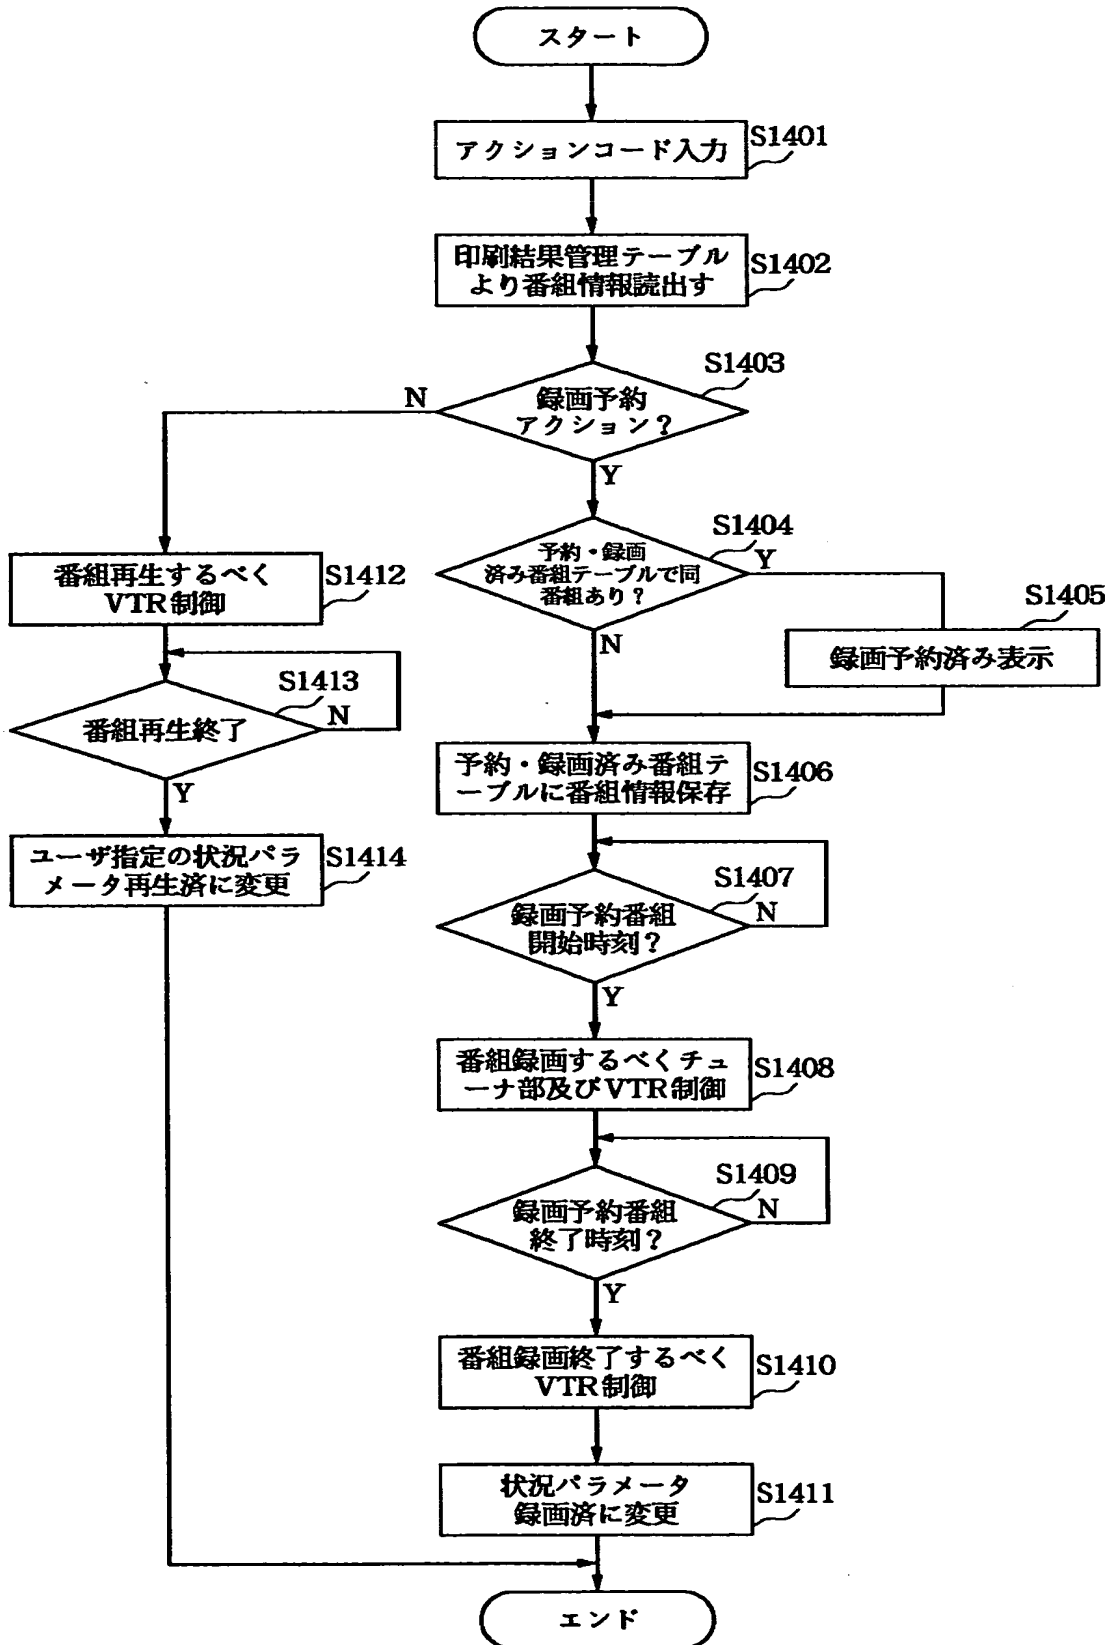 スタート
アクションコード入力
S1401
印刷結果管理テーブル
より番組情報読出す
S1402
S1403
録画予約
アクション？
N
Y
S1404
予約・録画
済み番組テーブルで同
番組あり？
Y
N
S1405
録画予約済み表示
番組再生するべく
VTR制御
S1412
S1413
番組再生終了
N
Y
ユーザ指定の状況パラ
メータ再生済に変更
S1414
予約・録画済み番組テ
ーブルに番組情報保存
S1406
S1407
録画予約番組
開始時刻？
N
Y
番組録画するべくチュ
ーナ部及びVTR制御
S1408
S1409
録画予約番組
終了時刻？
N
Y
番組録画終了するべく
VTR制御
S1410
状況パラメータ
録画済に変更
S1411
エンド